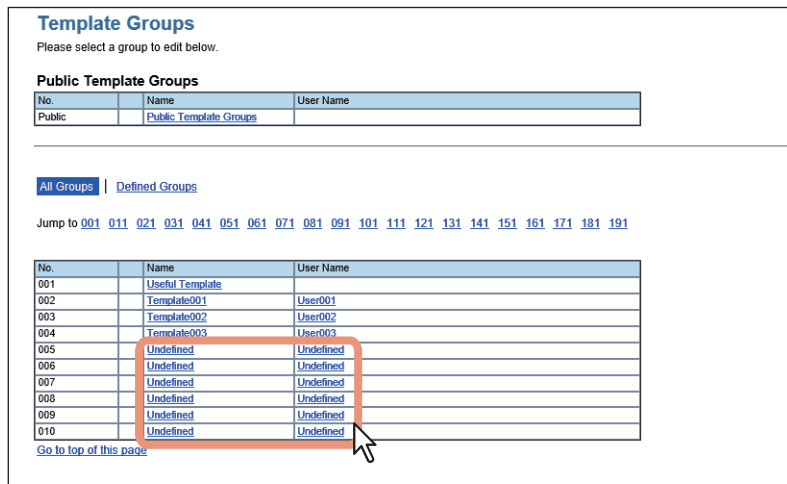 Template Groups
Please select a group to edit below.
Public Template Groups
No. Name User Name
Public Public Template Groups
All Groups | Defined Groups
Jump to 001 011 021 031 041 051 061 071 081 091 101 111 121 131 141 151 161 171 181 191
No. Name User Name
001 Useful Template
002 Template001 User001
003 Template002 User002
004 Template003 User003
005 Undefined Undefined
006 Undefined Undefined
007 Undefined Undefined
008 Undefined Undefined
009 Undefined Undefined
010 Undefined Undefined
Go to top of this page